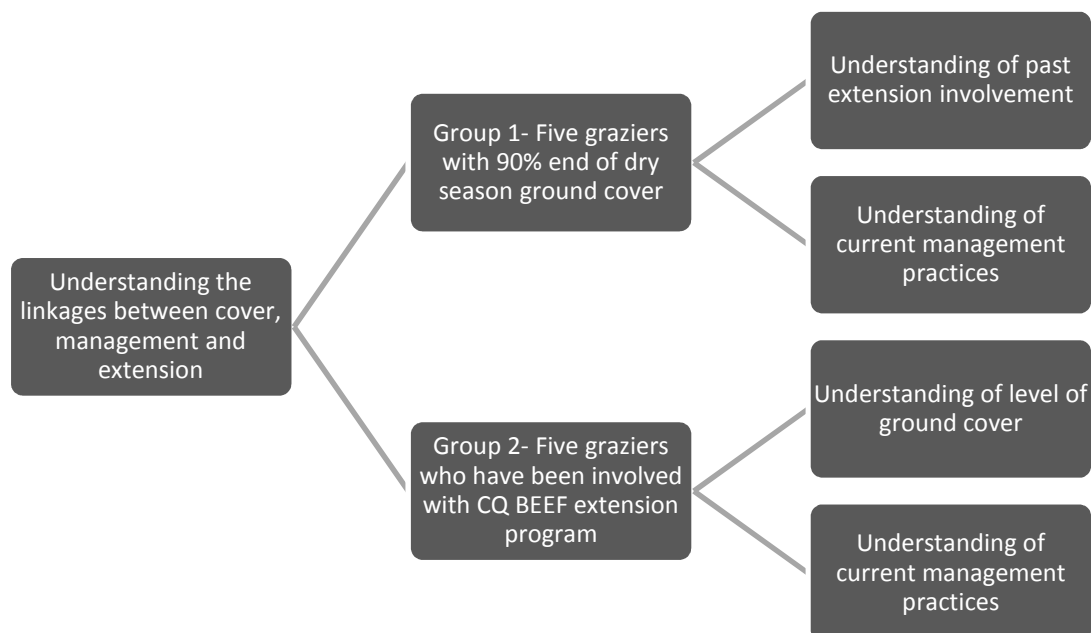 Understanding the
linkages between cover,
management and
extension
Group 1- Five graziers
with 90% end of dry
season ground cover
Understanding of past
extension involvement
Understanding of
current management
practices
Group 2- Five graziers
who have been involved
with CQ BEEF extension
program
Understanding of level of
ground cover
Understanding of
current management
practices